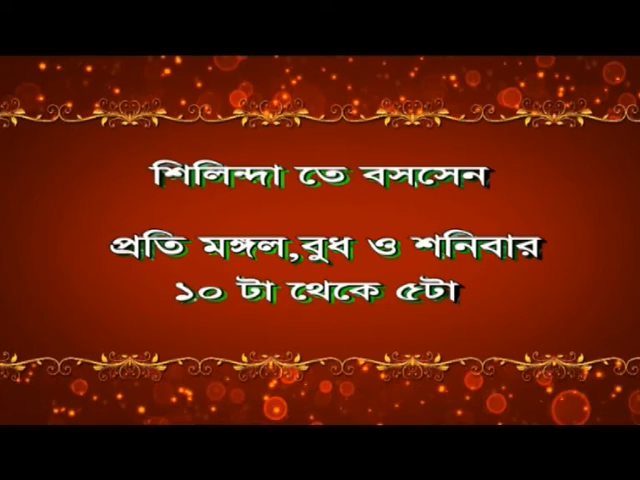 শিলিন্দা তে বসসেন
প্রতি মঙ্গল,বুধ ও শনিবার
১০ টা থেকে ৫টা